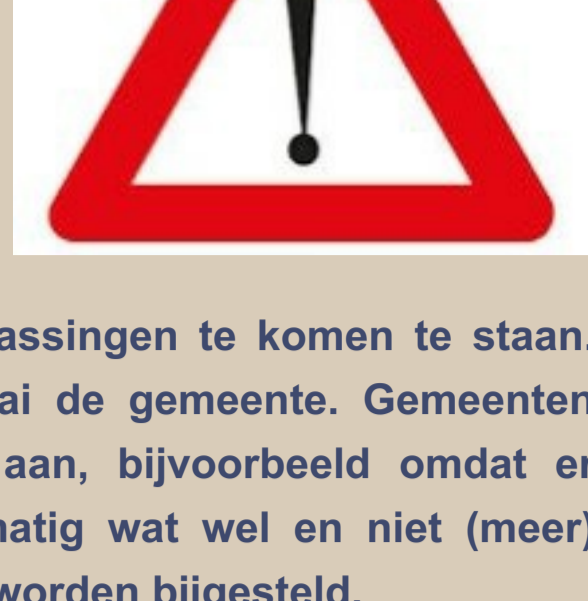 assingen te komen te staan.
ai de gemeente. Gemeenten
aan, bijvoorbeeld omdat er
matig wat wel en niet (meer)
worden bijgesteld.